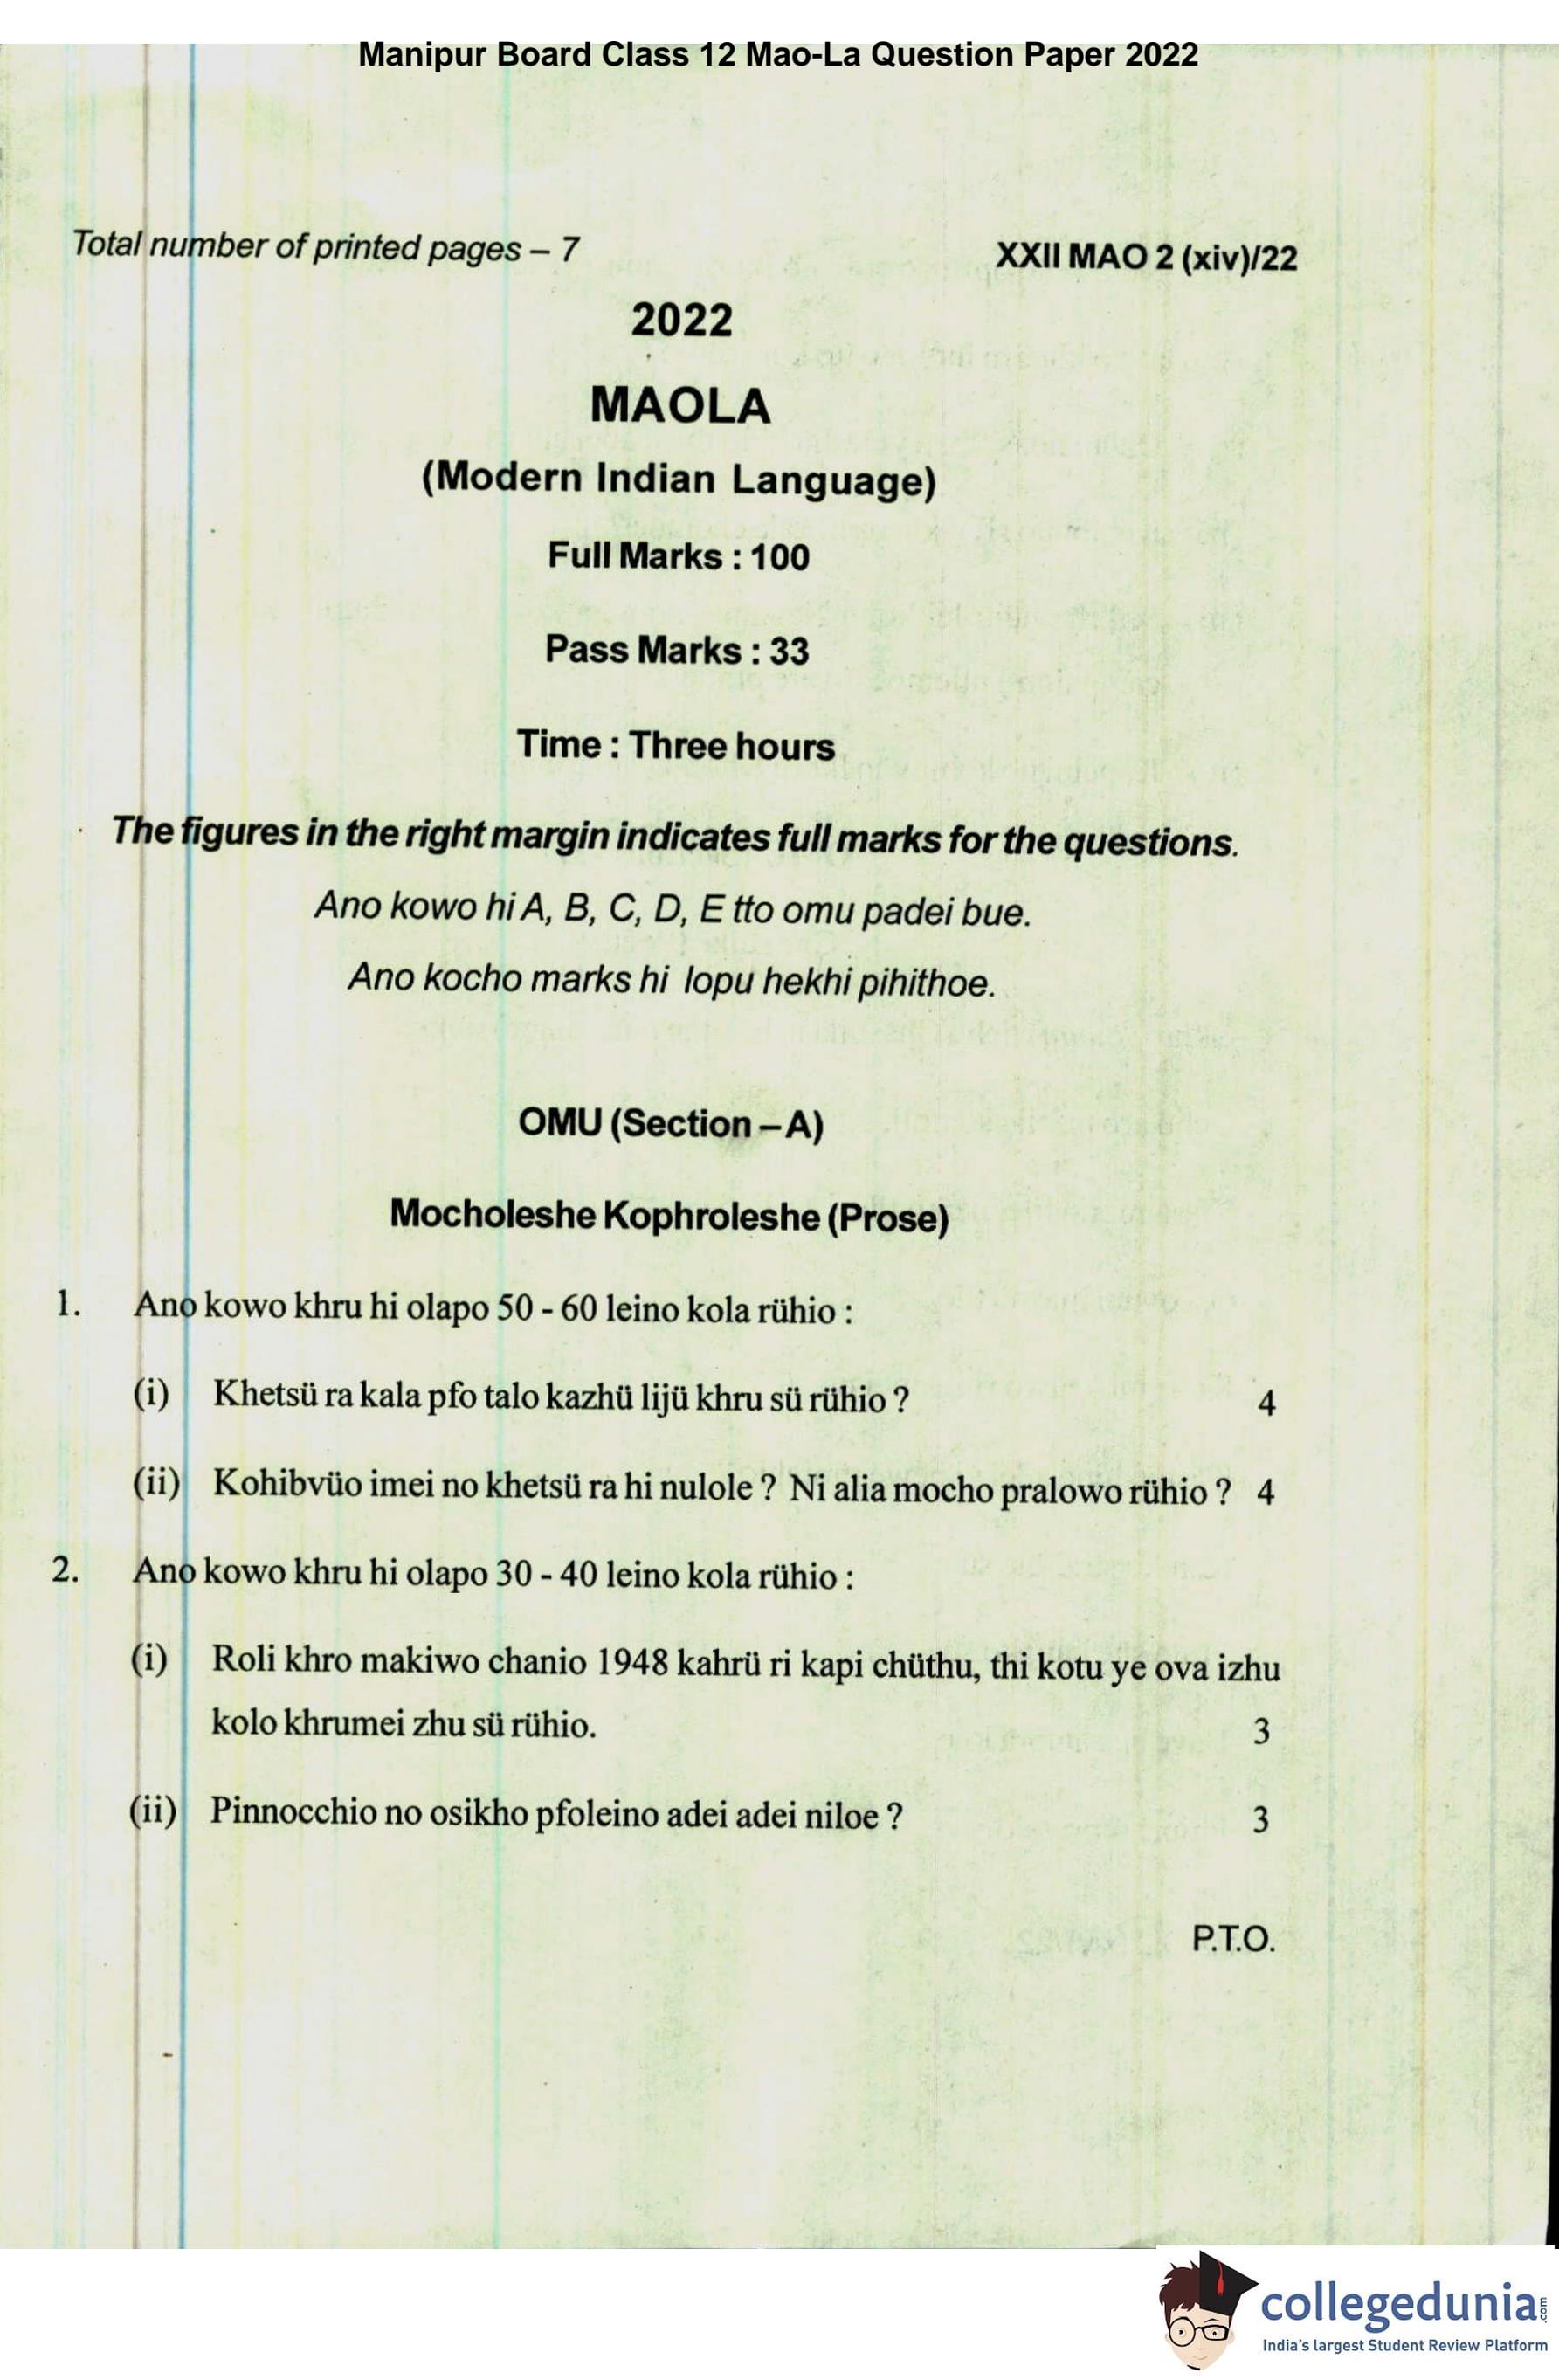 Manipur Board Class 12 Mao-La Question Paper 2022
Total number of printed pages – 7
XXII MAO 2 (xiv)/22
2022
MAOLA
(Modern Indian Language)
Full Marks : 100
Pass Marks : 33
Time : Three hours
The figures in the right margin indicates full marks for the questions.
Ano kowo hi A, B, C, D, E tto omu padei bue.
Ano kocho marks hi lopu hekhi pihithoe.
OMU (Section – A)
Mocholeshe Kophroleshe (Prose)
1. Ano kowo khru hi olapo 50 - 60 leino kola rühio :
(i) Khetsü ra kala pfo talo kazhü lijü khru sü rühio ? 4
(ii) Kohibvüo imei no khetsü ra hi nulole ? Ni alia mocho pralowo rühio ? 4
2. Ano kowo khru hi olapo 30 - 40 leino kola rühio :
(i) Roli khro makiwo chanio 1948 kahrü ri kapi chüthu, thi kotu ye ova izhu
kolo khrumei zhu sü rühio. 3
(ii) Pinnocchio no osikho pfoleino adei adei niloe ? 3
P.T.O.
collegedunia.com
India's largest Student Review Platform